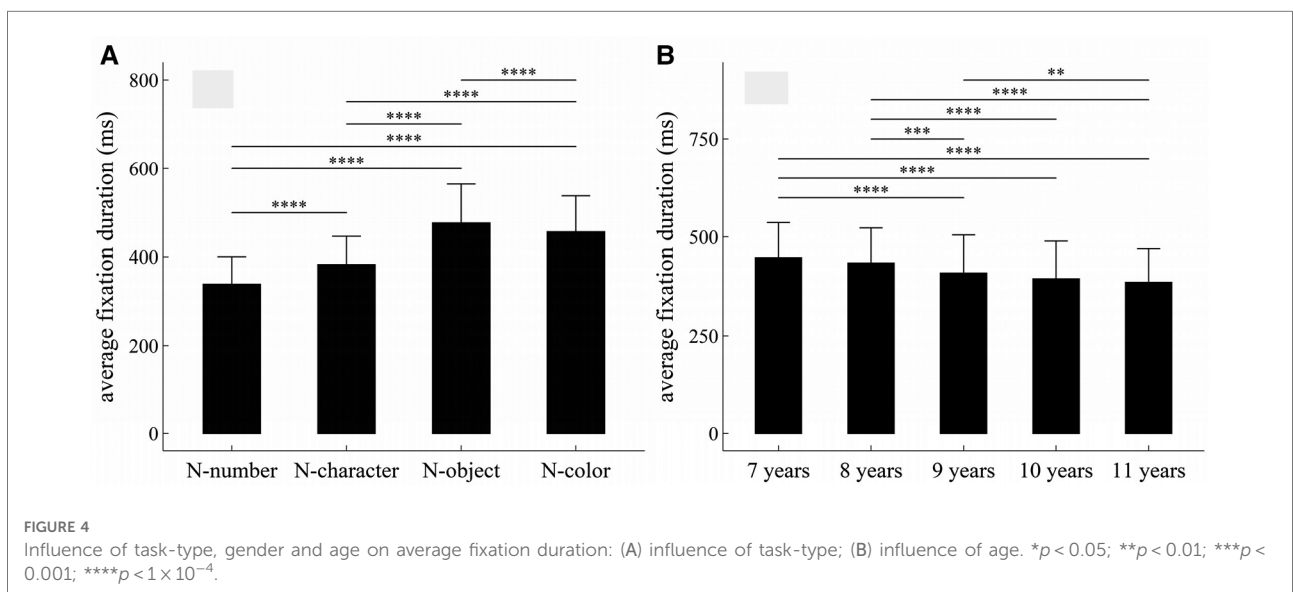 A
average fixation duration (ms)
800
600
400
200
0
****
****
****
****
****
****
N-number N-character N-object N-color
B
average fixation duration (ms)
750
500
250
0
**
****
****
***
****
****
****
7 years 8 years 9 years 10 years 11 years
FIGURE 4
Influence of task-type, gender and age on average fixation duration: (A) influence of task-type; (B) influence of age. *p < 0.05; **p < 0.01; ***p <
0.001; ****p < 1 × 10⁻⁴.